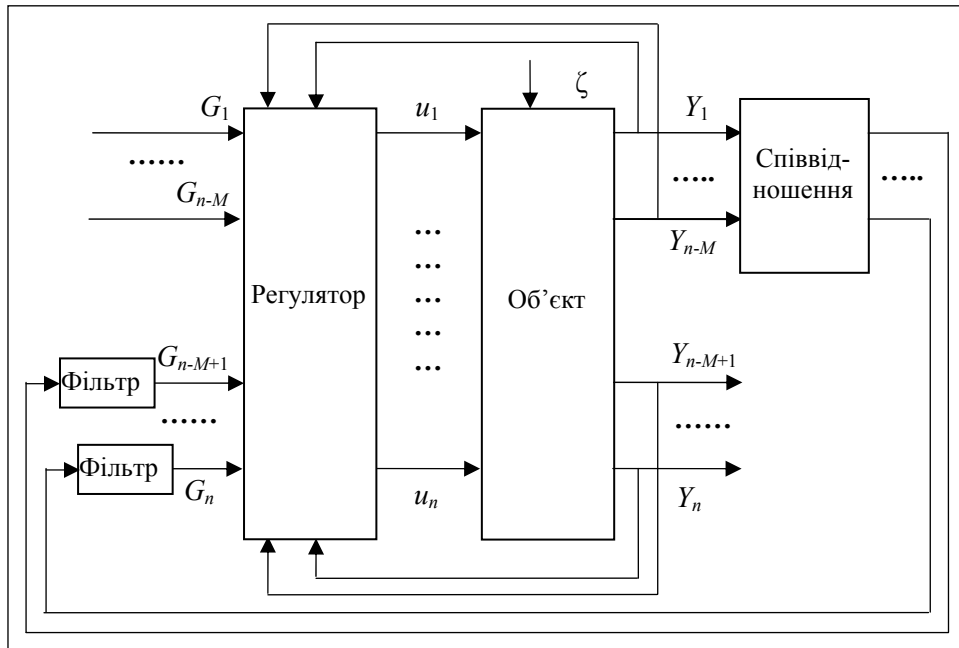 ζ
G1
u1
Y1
……
…..
Співвід-
ношення
…..
Gn-M
Yn-M
…
…
…
…
…
Регулятор
Об’єкт
Gn-M+1
Yn-M+1
Фільтр
……
……
Фільтр
Gn
un
Yn